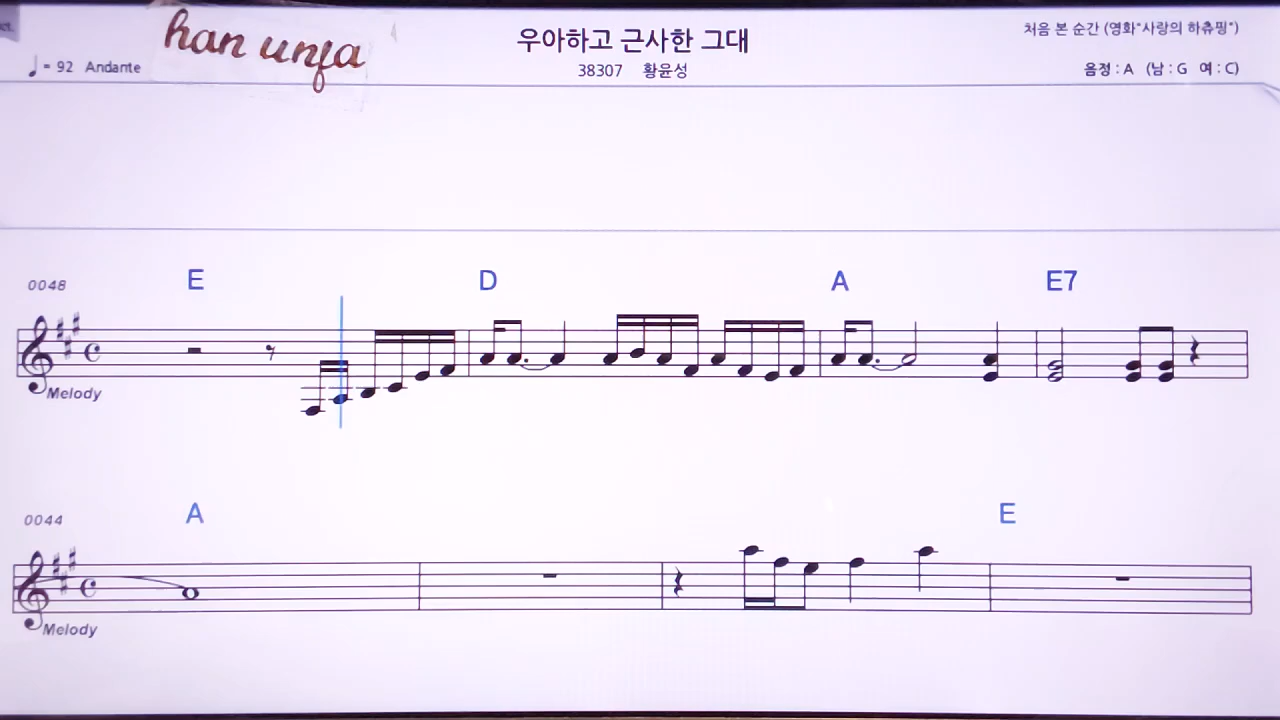 han unfa
우아하고 근사한 그대
처음 본 순간 (영화"사랑의 하츄핑")
♩ = 92 Andante
38307 황윤성
음정 : A (남 : G 여 : C)
0048 E D A E7
Melody
0044 A E
Melody